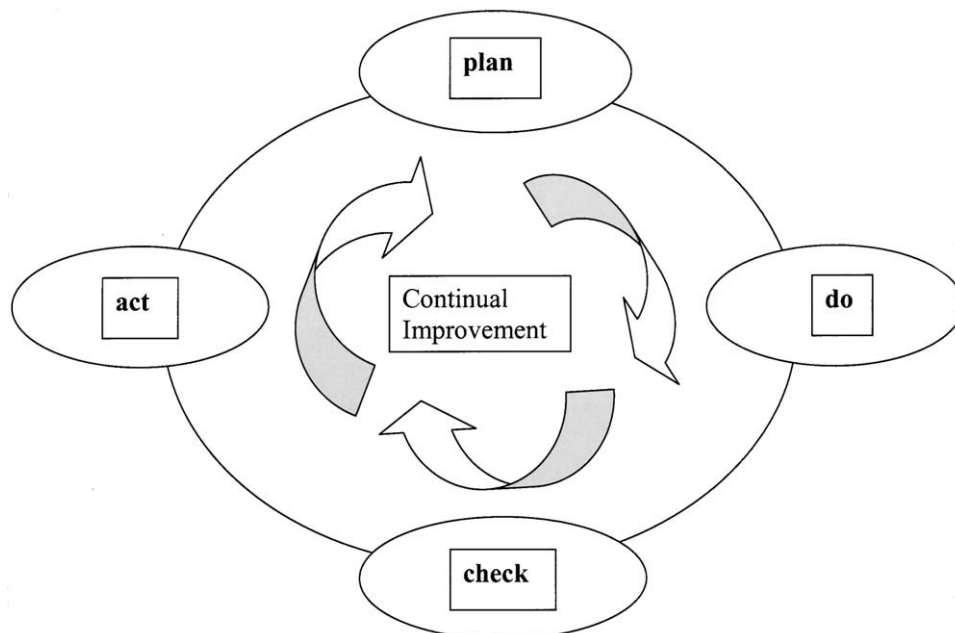 plan
act
Continual
Improvement
do
check